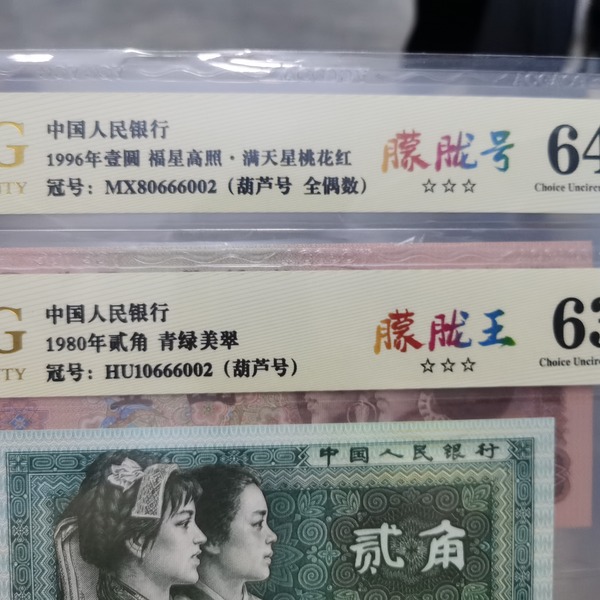 中国人民银行
1996年壹圆 福星高照·满天星桃花红
冠号：MX80666002（葫芦号 全偶数）
朦胧号
☆☆☆
64
Choice Uncirc
G
中国人民银行
1980年贰角 青绿美翠
冠号：HU10666002（葫芦号）
朦胧王
☆☆☆
63
Choice Uncirc
G
TY
中国人民银行
贰角